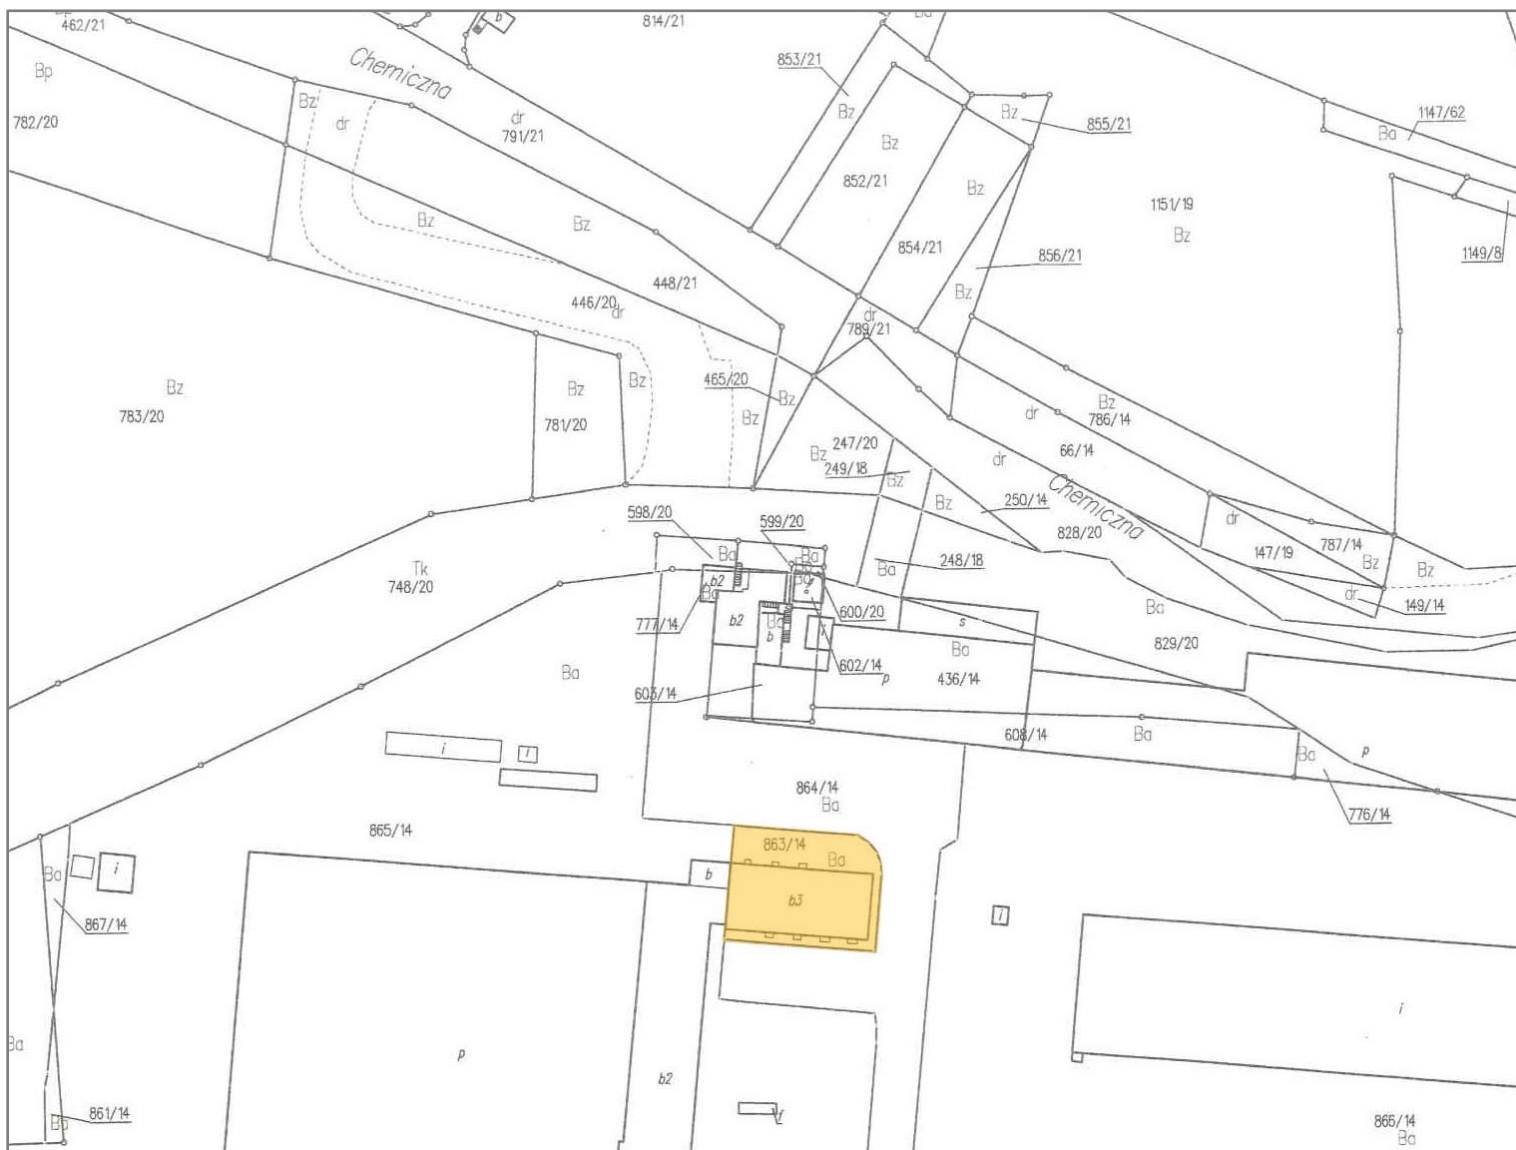 462/21
b
814/21
Ba
Bp
782/20
Chemiczna
Bz
dr
dr
791/21
853/21
Bz
Bz
855/21
Bz
852/21
Bz
1147/62
Ba
1151/19
Bz
1149/8
Bz
Bz
854/21
856/21
Bz
448/21
446/20
dr
dr
789/21
Bz
783/20
Bz
781/20
Bz
465/20
Bz
Bz
Bz
786/14
dr
66/14
247/20
Bz
249/18
Bz
dr
Chemiczna
Bz
250/14
828/20
dr
147/19
787/14
Bz
Bz
dr
149/14
598/20
599/20
Ba
Ba
Ba
Ba
248/18
Ba
Tk
748/20
b2
Ba
777/14
b2
Ba
b
600/20
i
602/14
s
Ba
p
436/14
Ba
829/20
Ba
603/14
608/14
Ba
Ba
p
776/14
i
i
864/14
Ba
865/14
863/14
Ba
b
b3
Ba
i
867/14
i
i
Ba
p
b2
Ba
861/14
f
865/14
Ba